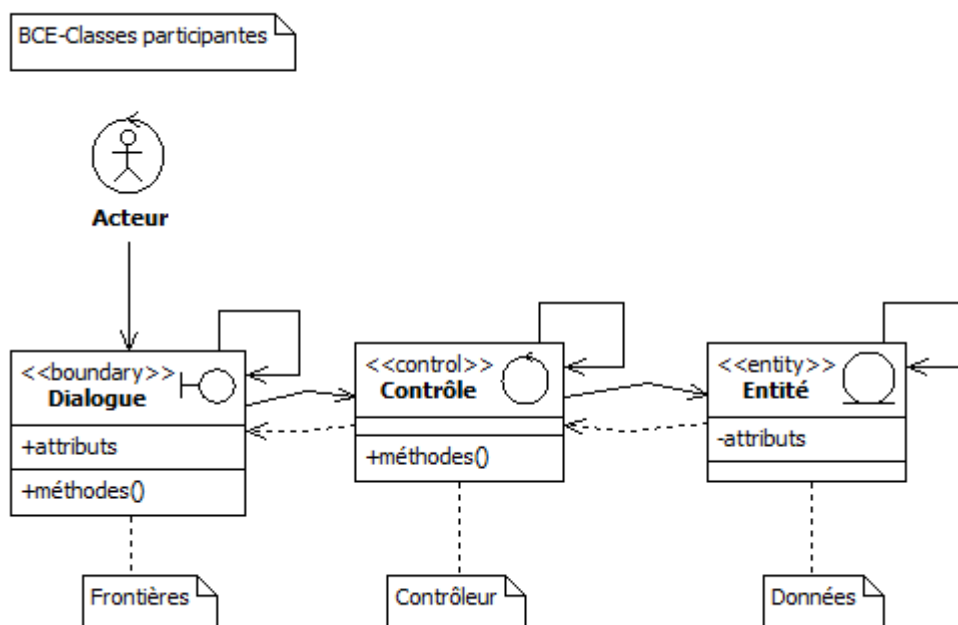 BCE-Classes participantes
Acteur
<<boundary>>
Dialogue
+attributs
+méthodes()
<<control>>
Contrôle
+méthodes()
<<entity>>
Entité
-attributs
Frontières
Contrôleur
Données